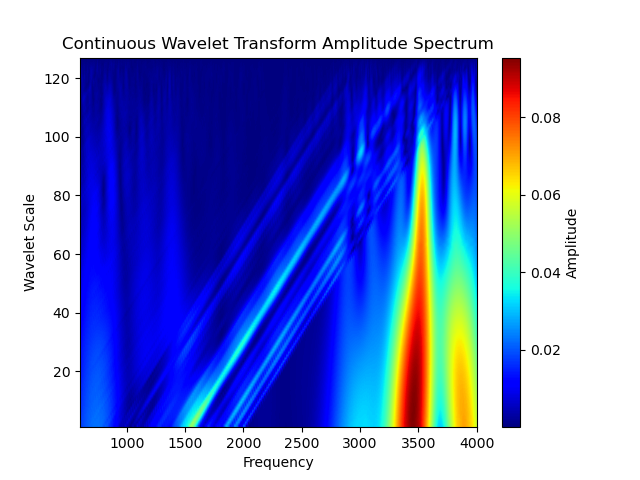 Continuous Wavelet Transform Amplitude Spectrum
120
100
80
60
40
20
Wavelet Scale
1000 1500 2000 2500 3000 3500 4000
Frequency
0.08
0.06
0.04
0.02
Amplitude